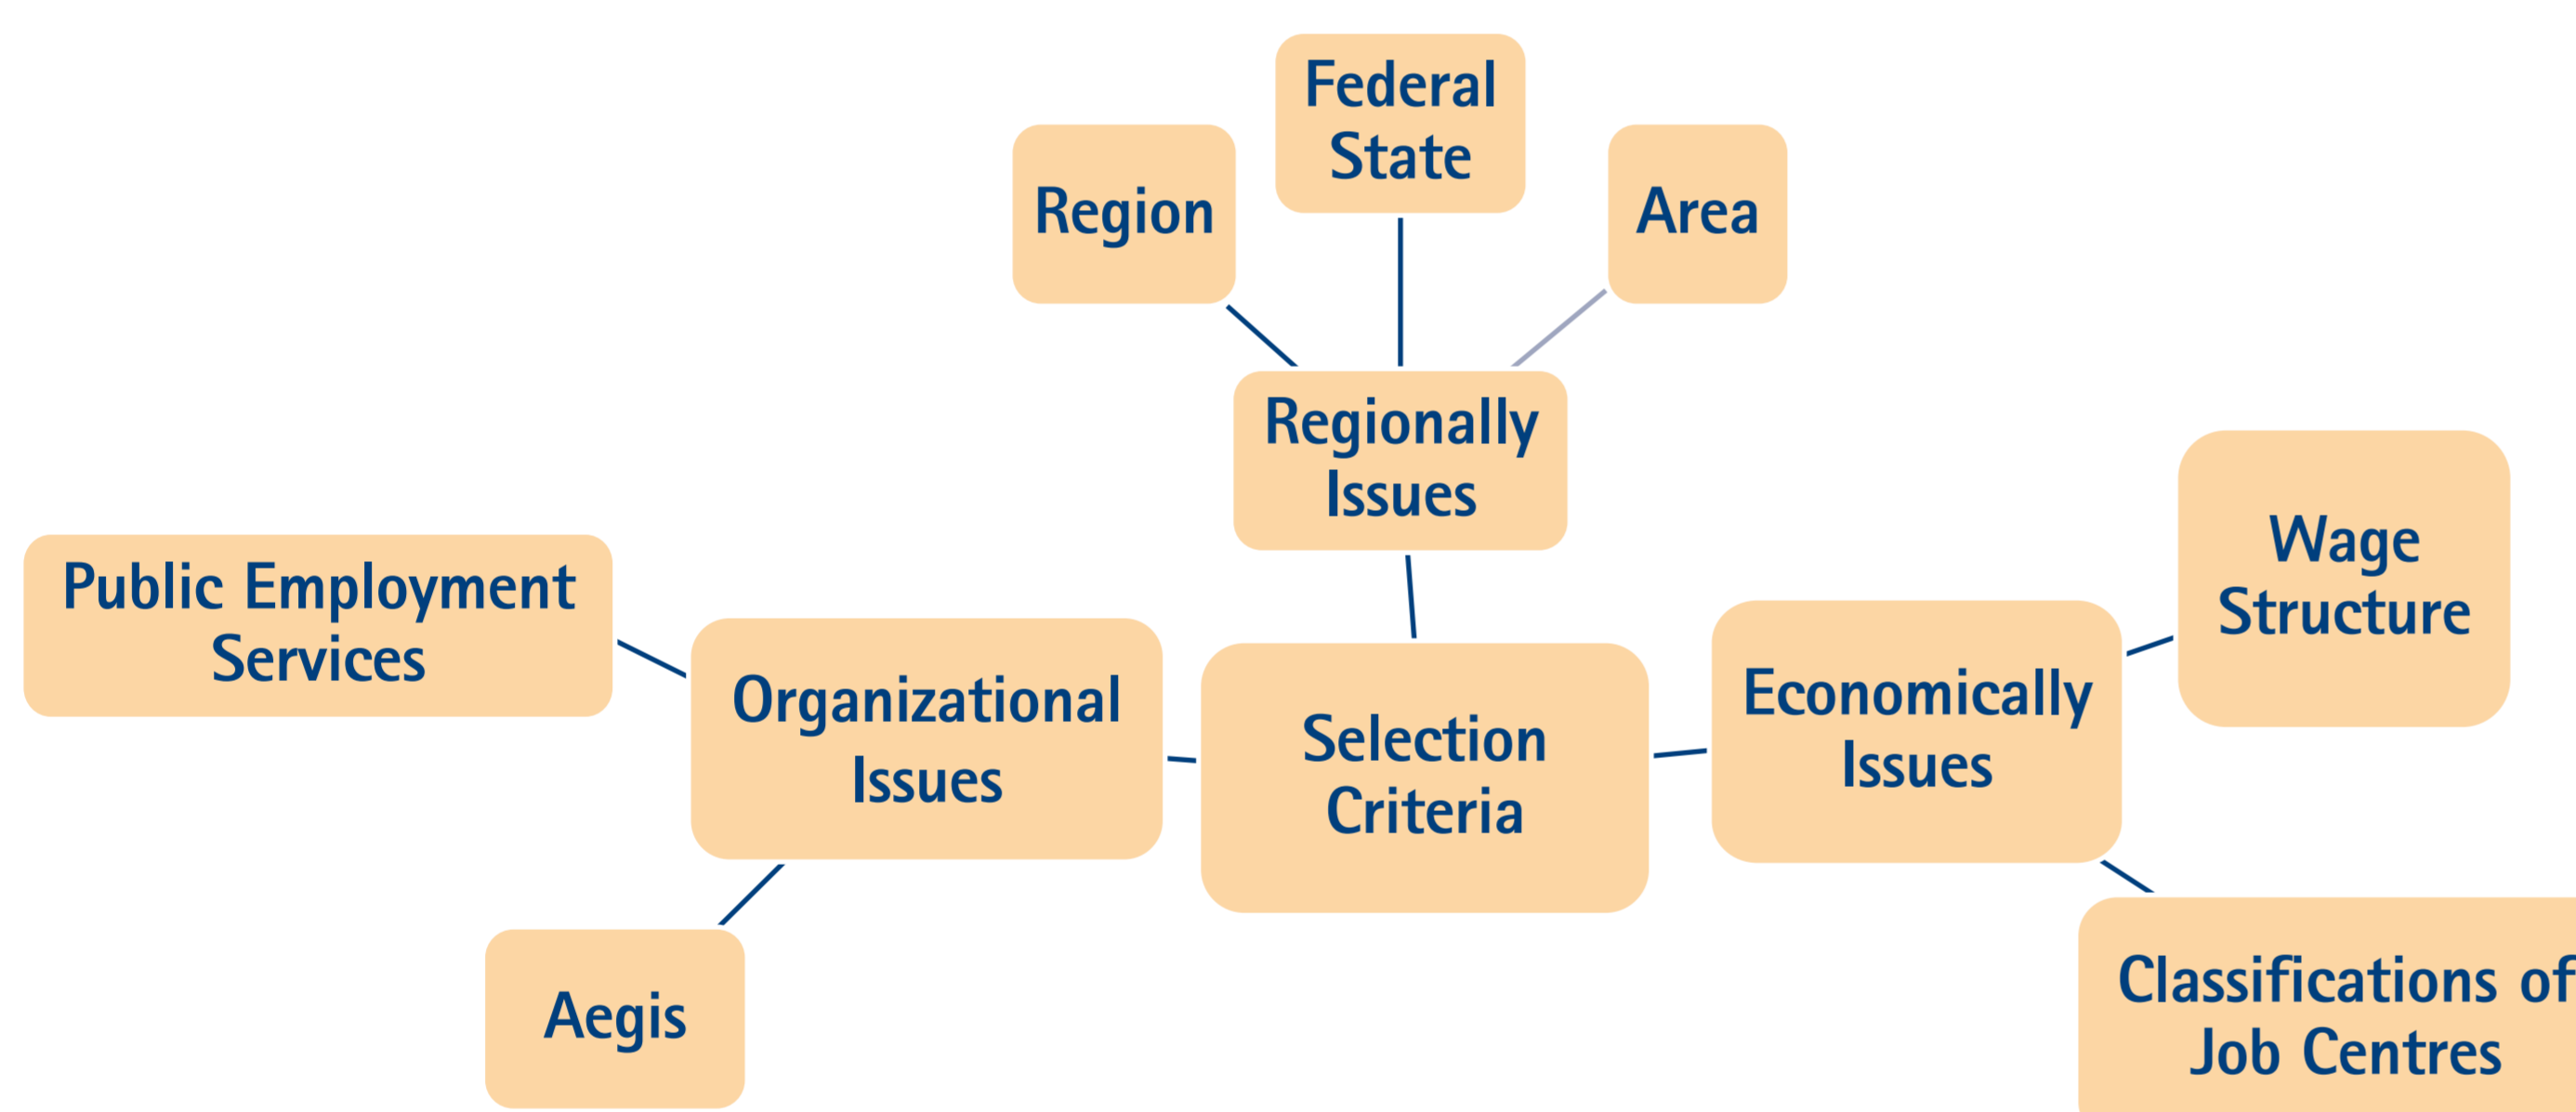 Federal
State
Region
Area
Regionally
Issues
Wage
Structure
Public Employment
Services
Organizational
Issues
Selection
Criteria
Economically
Issues
Aegis
Classifications of
Job Centres